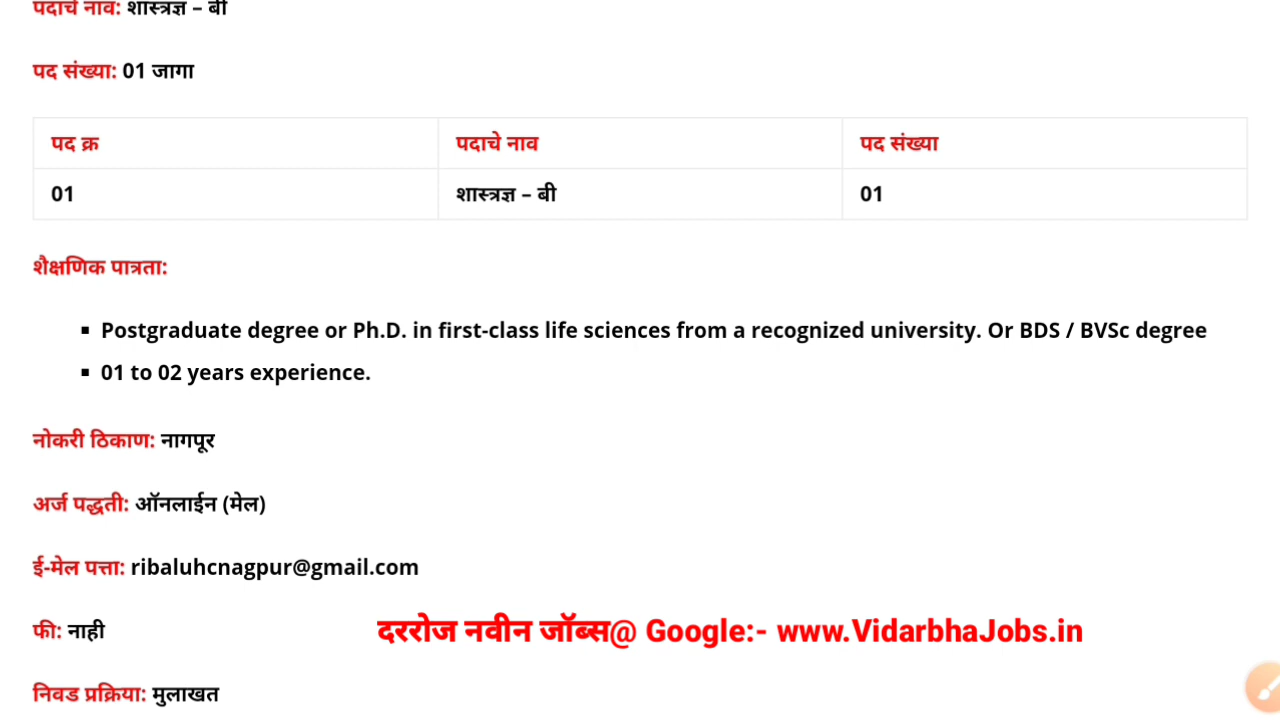 पदाचे नाव: शास्त्रज्ञ – बी
पद संख्या: 01 जागा
पद क्र पदाचे नाव पद संख्या
01 शास्त्रज्ञ – बी 01
शैक्षणिक पात्रता:
▪ Postgraduate degree or Ph.D. in first-class life sciences from a recognized university. Or BDS / BVSc degree
▪ 01 to 02 years experience.
नोकरी ठिकाण: नागपूर
अर्ज पद्धती: ऑनलाईन (मेल)
ई-मेल पत्ता: ribaluhcnagpur@gmail.com
फी: नाही
दररोज नवीन जॉब्स@ Google:- www.VidarbhaJobs.in
निवड प्रक्रिया: मुलाखत